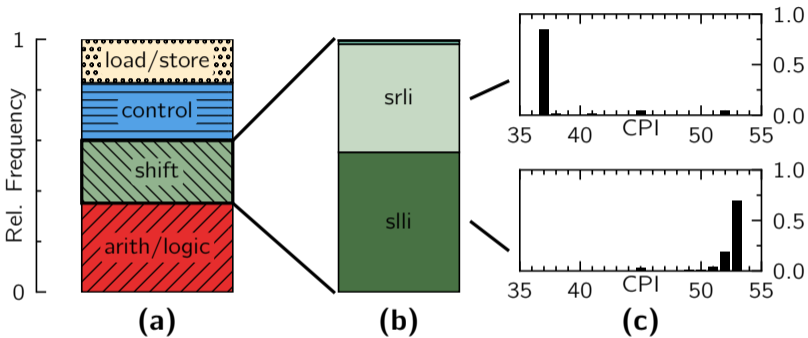 Rel. Frequency
1
0
load/store
control
shift
arith/logic
(a)
srli
slli
(b)
1.0
0.5
0.0
35 40 CPI 50 55
1.0
0.5
0.0
35 40 CPI 50 55
(c)